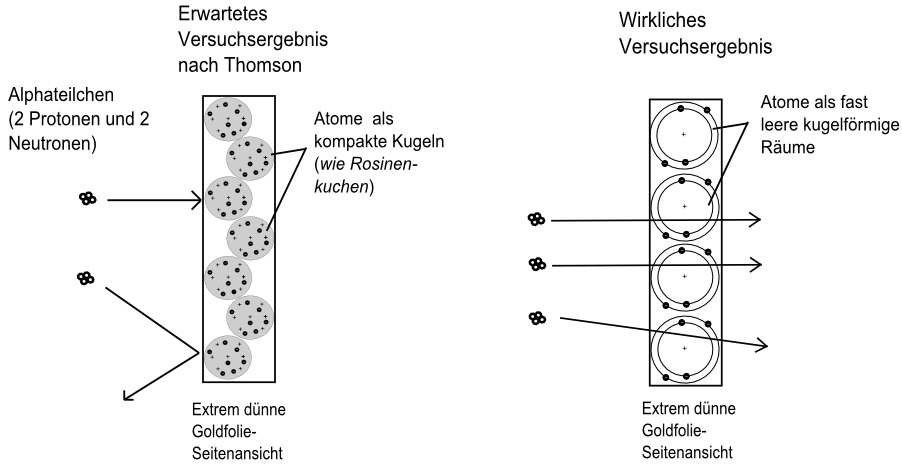 Erwartetes
Versuchsergebnis
nach Thomson
Alphateilchen
(2 Protonen und 2
Neutronen)
Atome als
kompakte Kugeln
(wie Rosinen-
kuchen)
Extrem dünne
Goldfolie-
Seitenansicht
Wirkliches
Versuchsergebnis
Atome als fast
leere kugelförmige
Räume
Extrem dünne
Goldfolie-
Seitenansicht